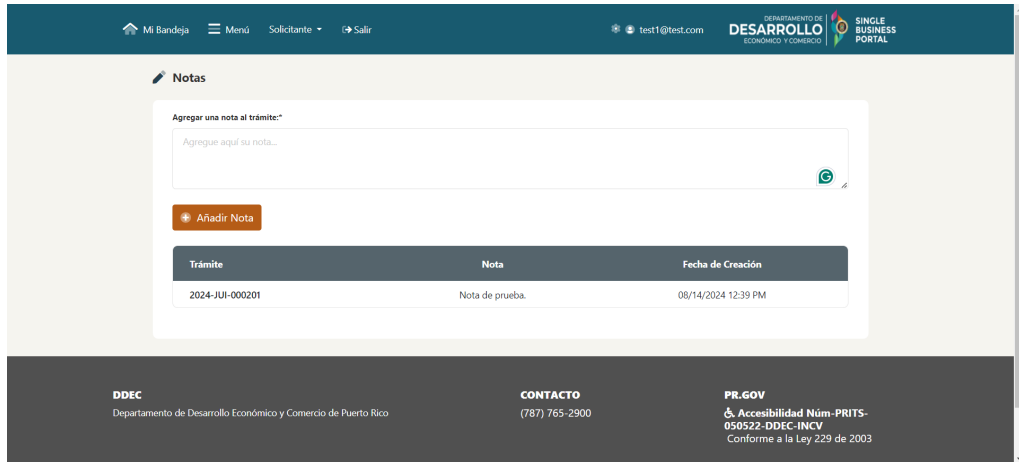 Mi Bandeja Menú Solicitante Salir test1@test.com
DEPARTAMENTO DE
DESARROLLO
ECONÓMICO Y COMERCIO
SINGLE
BUSINESS
PORTAL
Notas
Agregar una nota al trámite:*
Agregue aquí su nota...
Añadir Nota
Trámite Nota Fecha de Creación
2024-JUI-000201 Nota de prueba. 08/14/2024 12:39 PM
DDEC
Departamento de Desarrollo Económico y Comercio de Puerto Rico
CONTACTO
(787) 765-2900
PR.GOV
Accesibilidad Núm-PRITS-
050522-DDEC-INCV
Conforme a la Ley 229 de 2003